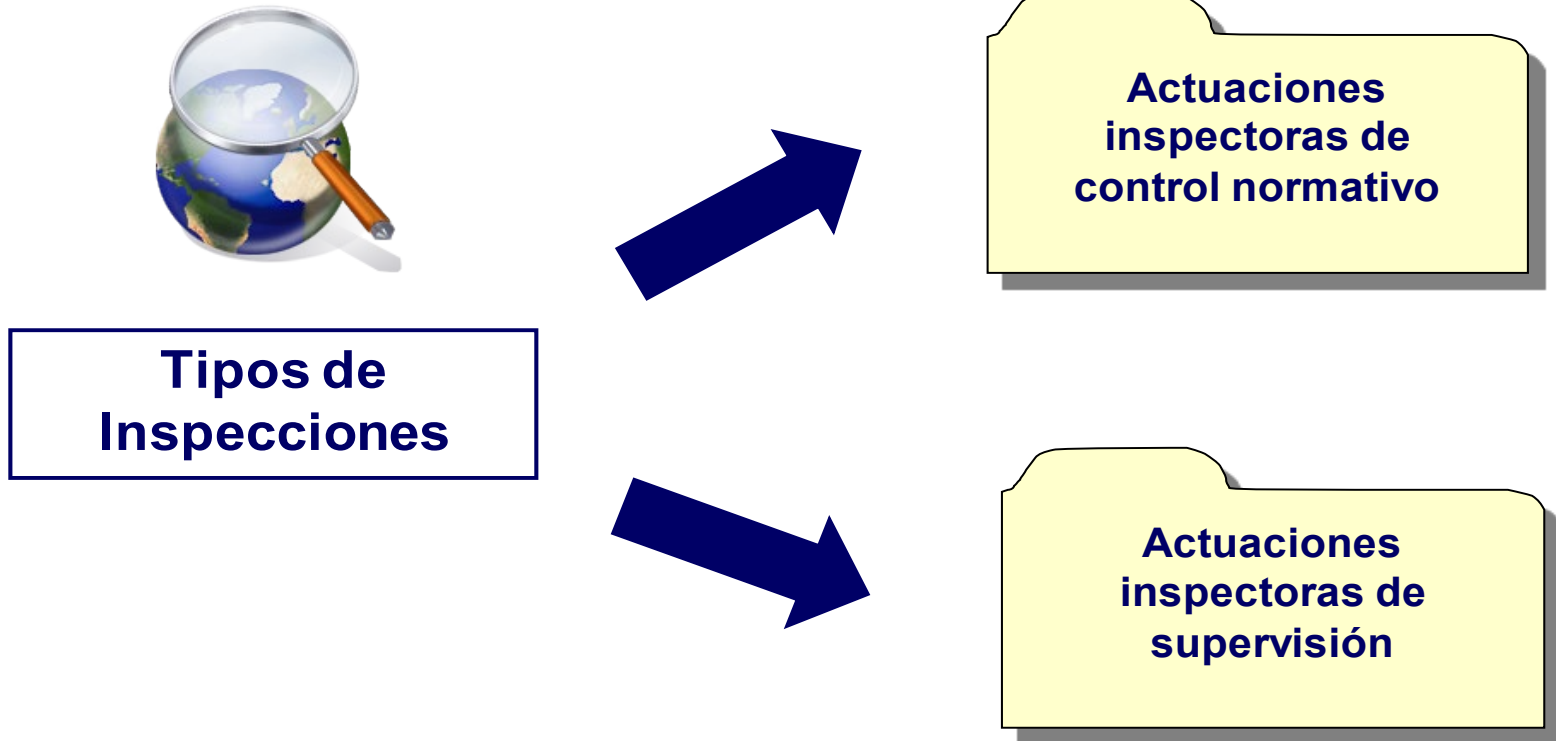 Tipos de
Inspecciones
Actuaciones
inspectoras de
control normativo
Actuaciones
inspectoras de
supervisión